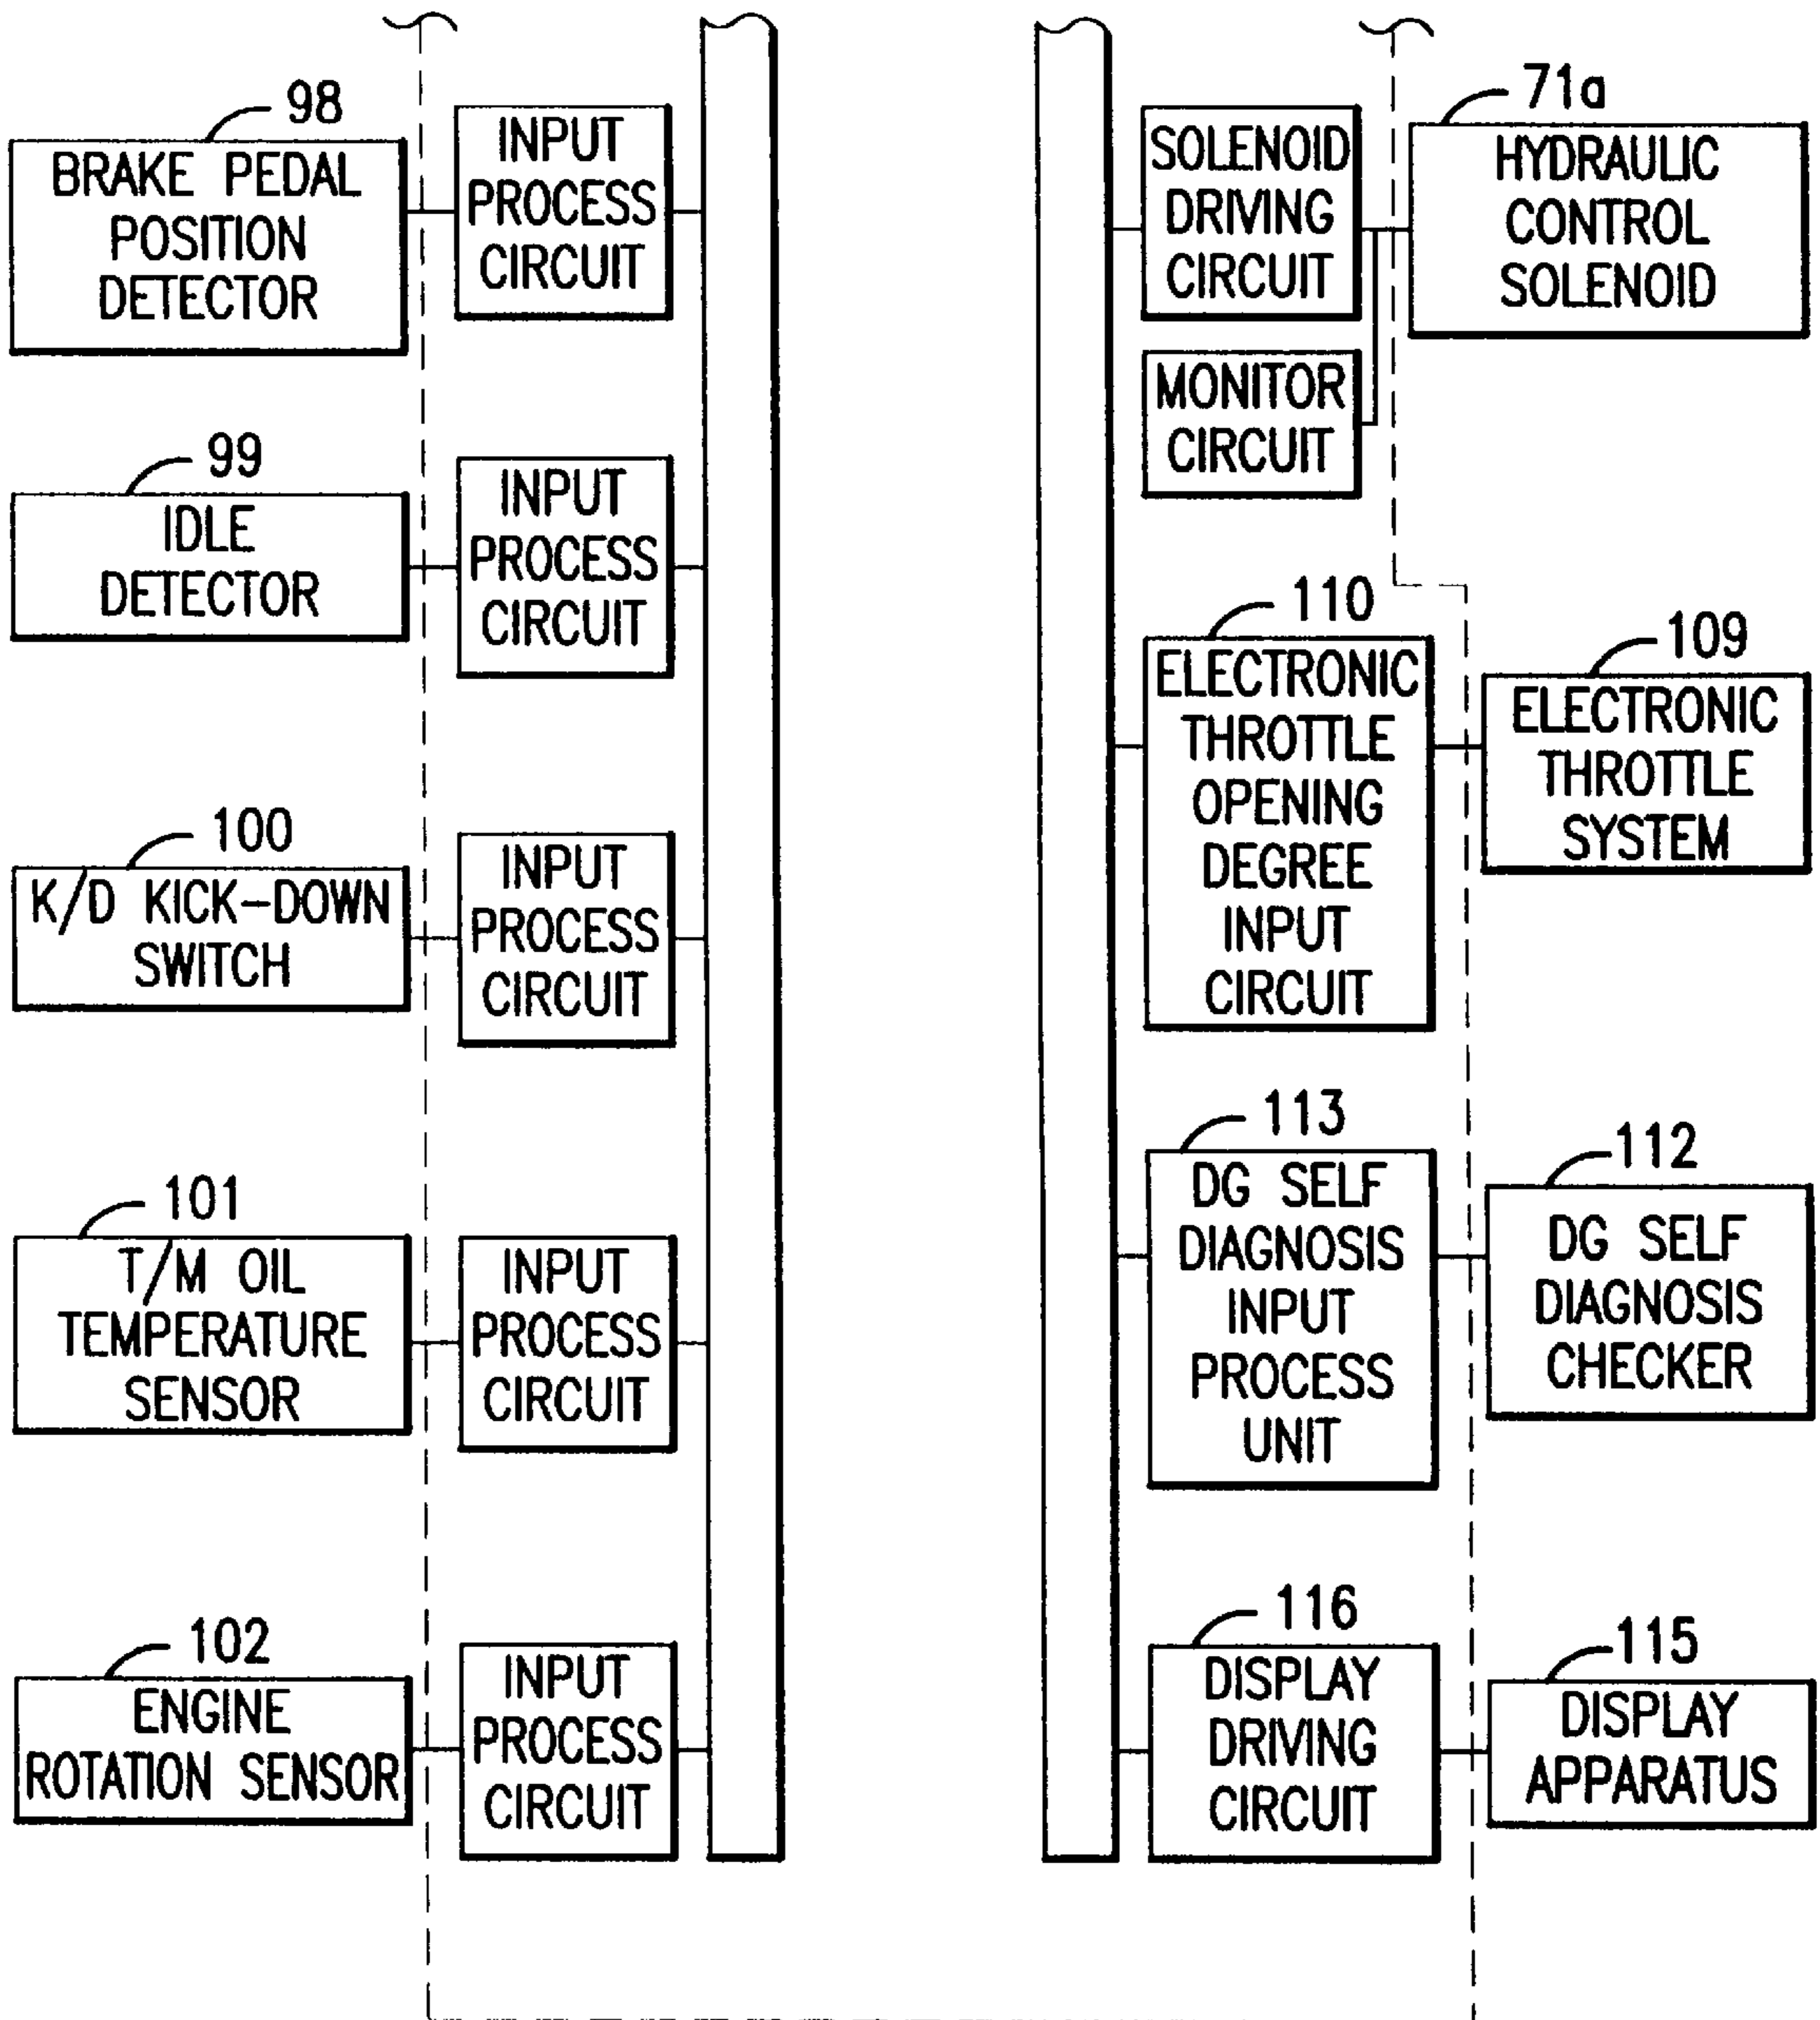 98
BRAKE PEDAL
POSITION
DETECTOR
INPUT
PROCESS
CIRCUIT
99
IDLE
DETECTOR
INPUT
PROCESS
CIRCUIT
100
K/D KICK-DOWN
SWITCH
INPUT
PROCESS
CIRCUIT
101
T/M OIL
TEMPERATURE
SENSOR
INPUT
PROCESS
CIRCUIT
102
ENGINE
ROTATION SENSOR
INPUT
PROCESS
CIRCUIT
SOLENOID
DRIVING
CIRCUIT
71a
HYDRAULIC
CONTROL
SOLENOID
MONITOR
CIRCUIT
110
ELECTRONIC
THROTTLE
OPENING
DEGREE
INPUT
CIRCUIT
109
ELECTRONIC
THROTTLE
SYSTEM
113
DG SELF
DIAGNOSIS
INPUT
PROCESS
UNIT
112
DG SELF
DIAGNOSIS
CHECKER
116
DISPLAY
DRIVING
CIRCUIT
115
DISPLAY
APPARATUS